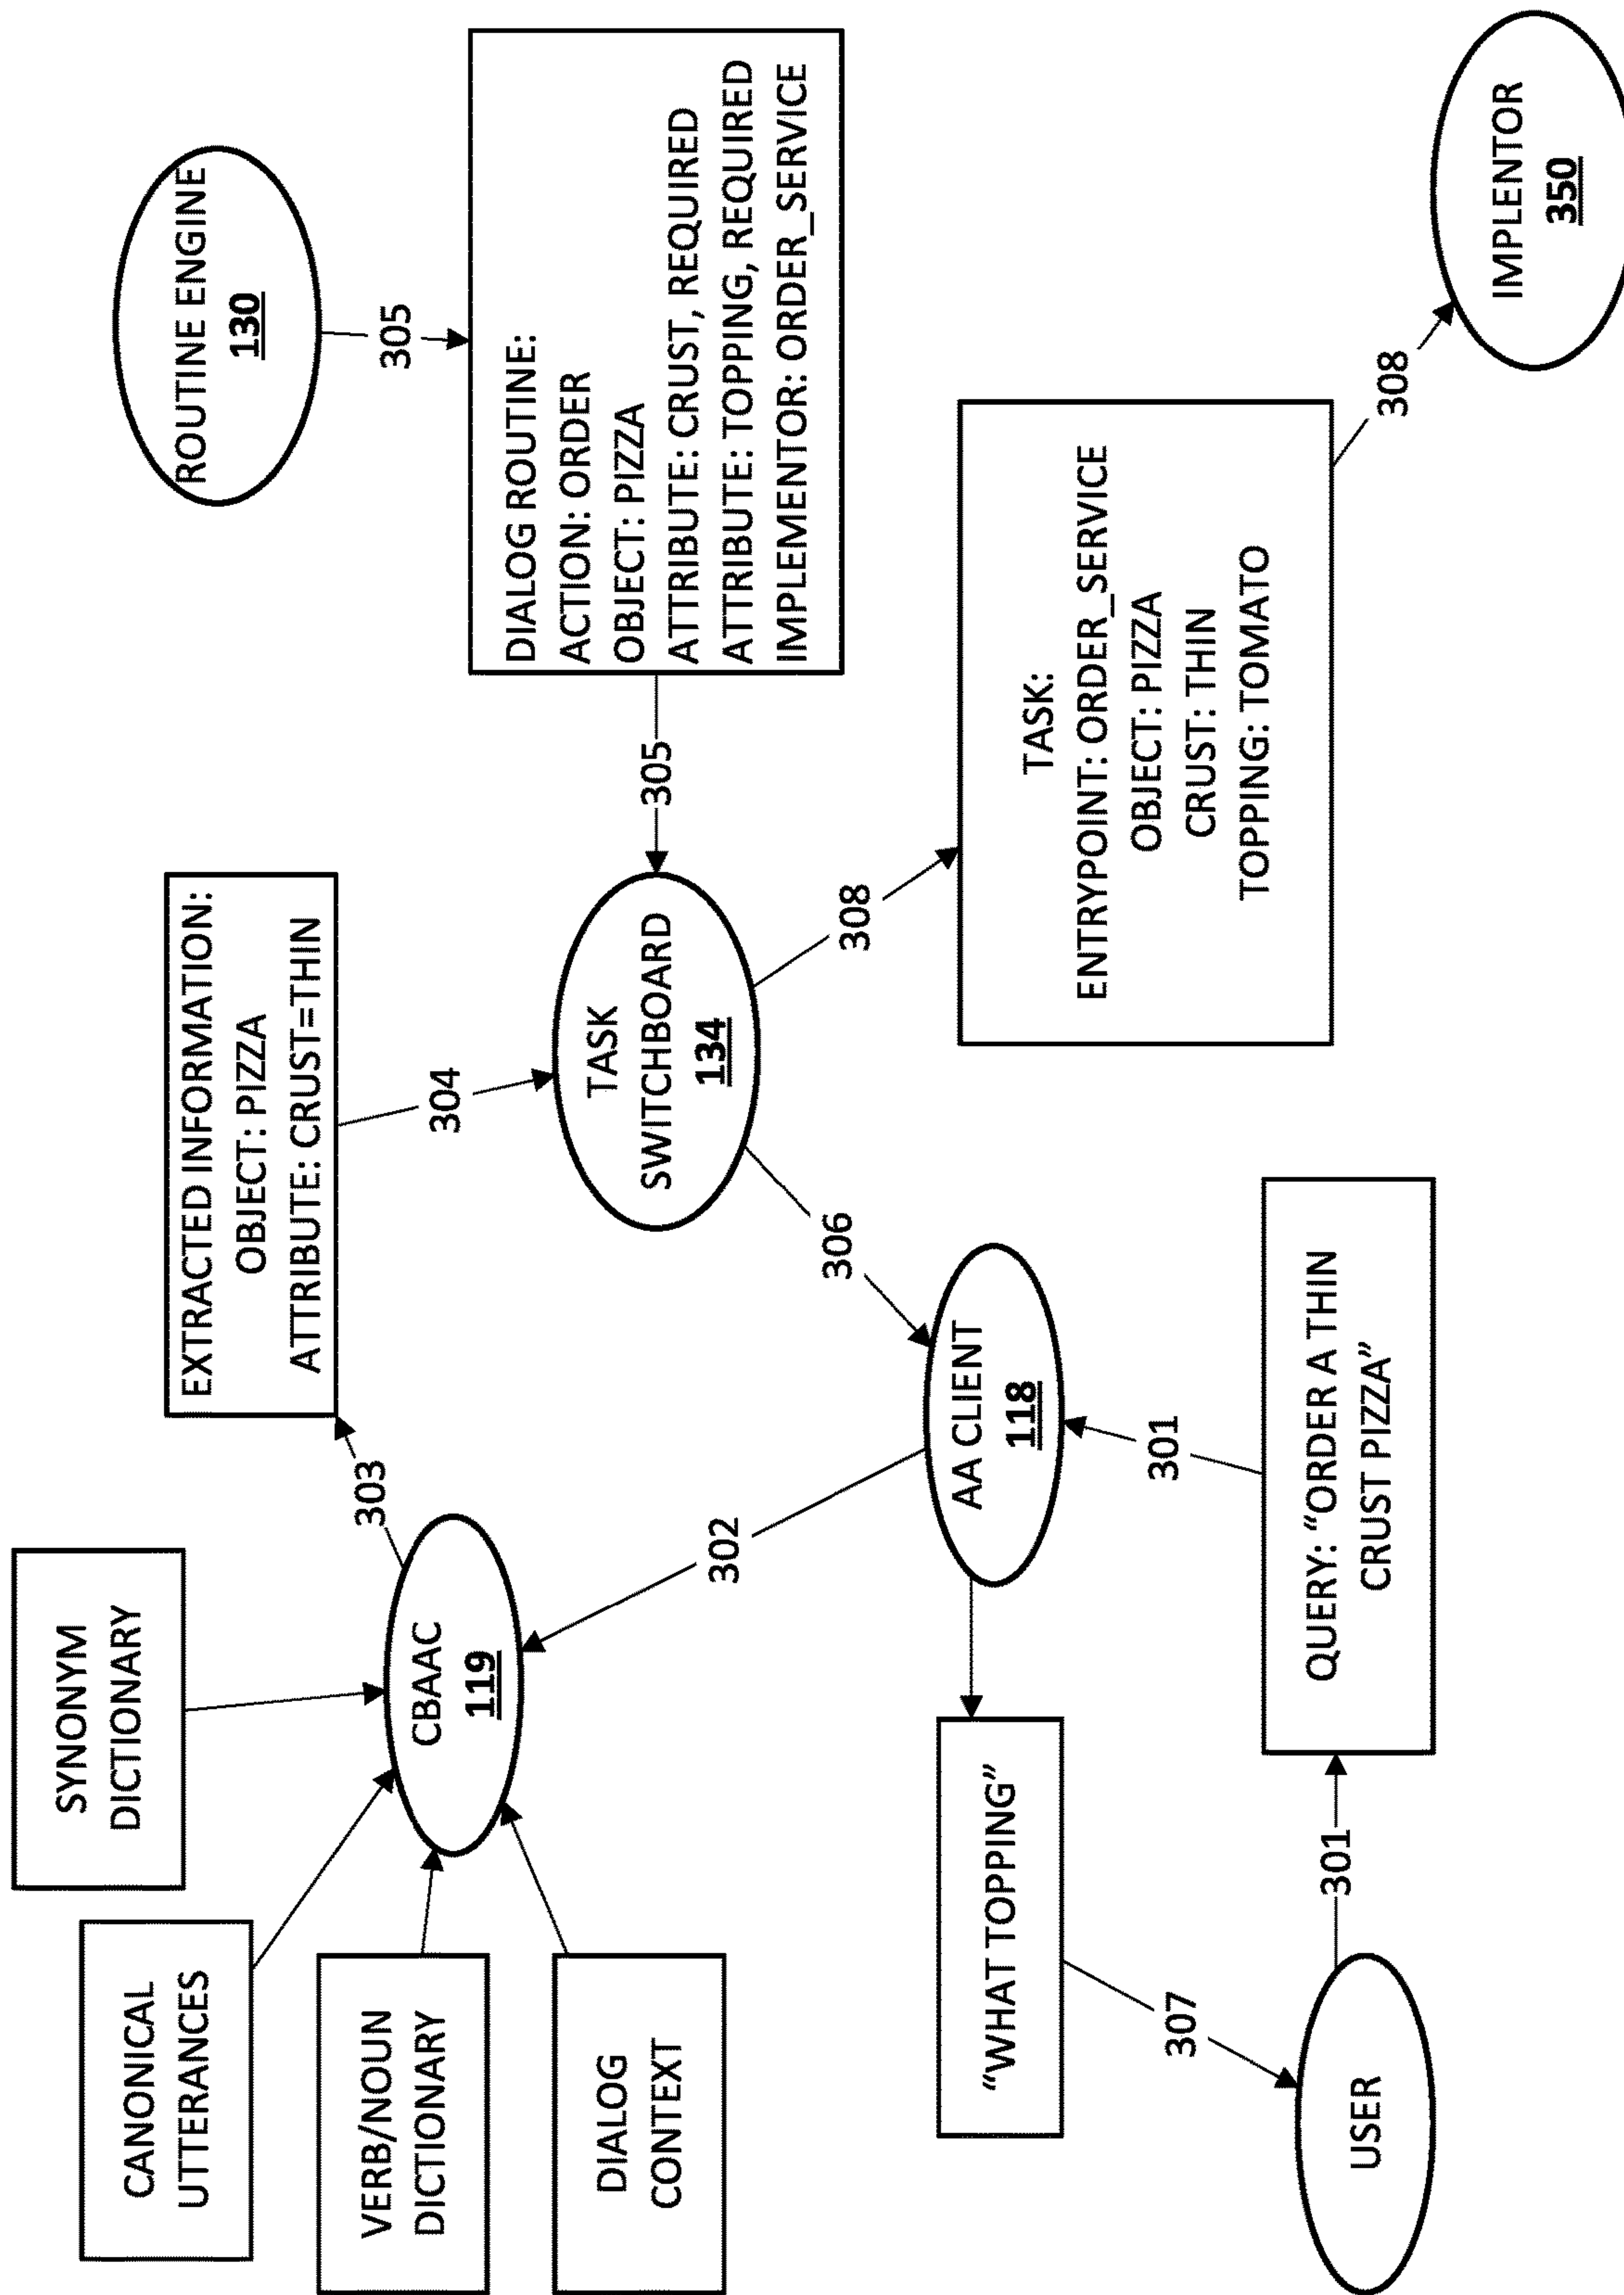 CANONICAL
UTTERANCES
SYNONYM
DICTIONARY
VERB/NOUN
DICTIONARY
DIALOG
CONTEXT
CBAAC
119
303
EXTRACTED INFORMATION:
OBJECT: PIZZA
ATTRIBUTE: CRUST=THIN
304
ROUTINE ENGINE
130
305
DIALOG ROUTINE:
ACTION: ORDER
OBJECT: PIZZA
ATTRIBUTE: CRUST, REQUIRED
ATTRIBUTE: TOPPING, REQUIRED
IMPLEMENTOR: ORDER_SERVICE
305
TASK
SWITCHBOARD
134
302
306
308
"WHAT TOPPING"
AA CLIENT
118
TASK:
ENTRYPOINT: ORDER_SERVICE
OBJECT: PIZZA
CRUST: THIN
TOPPING: TOMATO
308
307
301
USER
301
QUERY: “ORDER A THIN
CRUST PIZZA”
IMPLENTOR
350